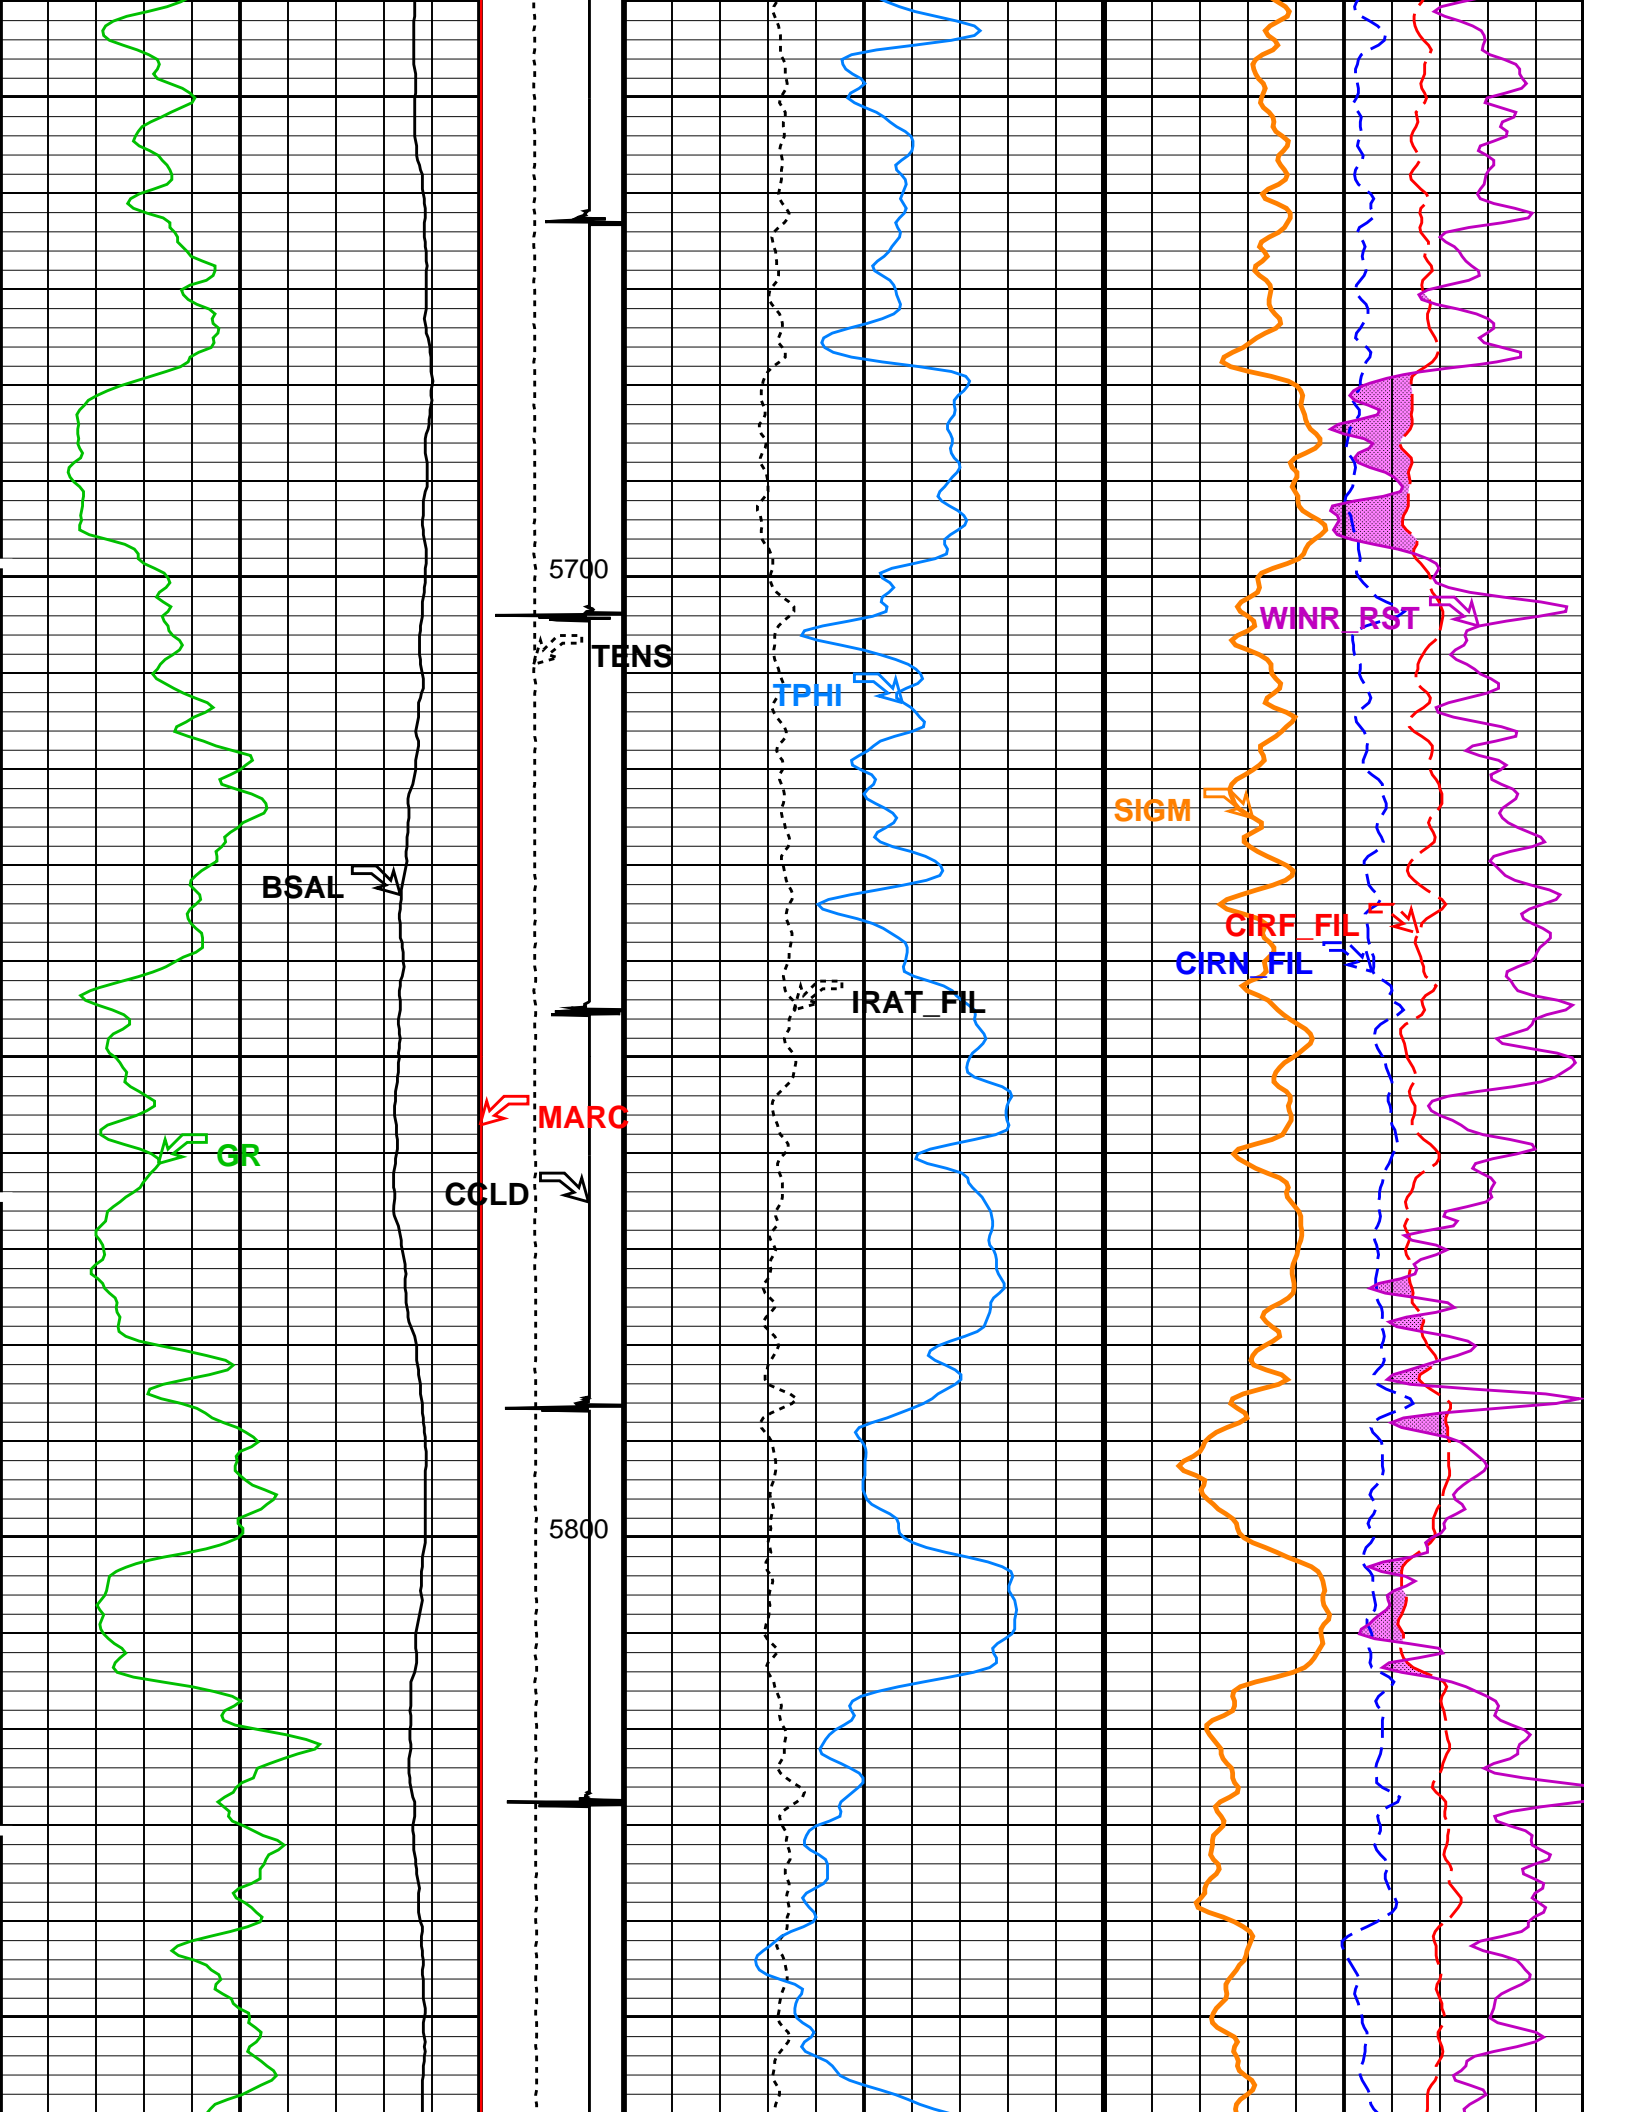 5700
WINR_RST
TENS
TPHI
SIGM
BSAL
CIRF_FIL
CIRN_FIL
IRAT_FIL
MARC
GR
CCLD
5800